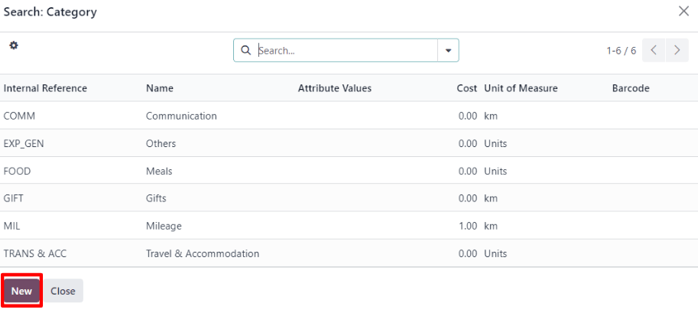 Search: Category
Search...
1-6 / 6
Internal Reference Name Attribute Values Cost Unit of Measure Barcode
COMM Communication 0.00 km
EXP_GEN Others 0.00 Units
FOOD Meals 0.00 Units
GIFT Gifts 0.00 km
MIL Mileage 1.00 km
TRANS & ACC Travel & Accommodation 0.00 Units
New Close